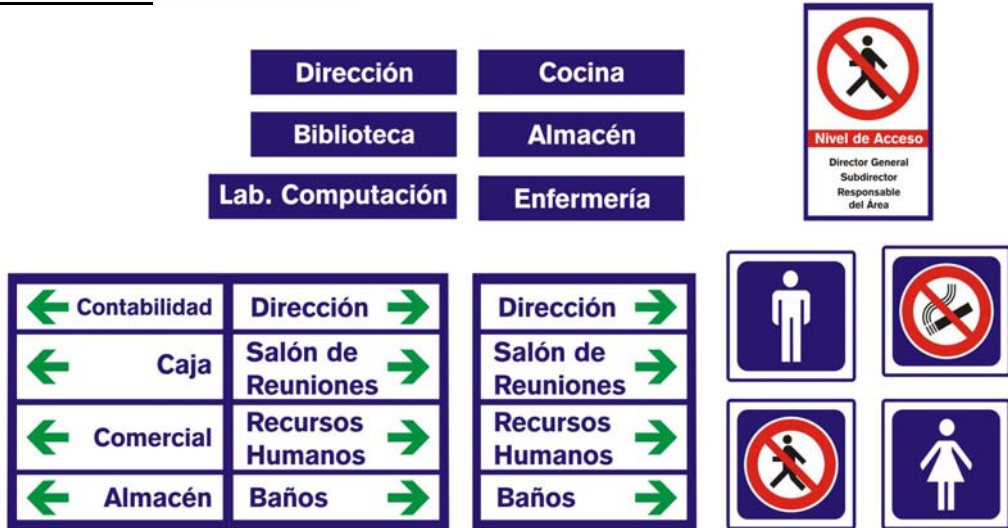 Dirección
Cocina
Biblioteca
Almacén
Lab. Computación
Enfermería
Nivel de Acceso
Director General
Subdirector
Responsable
del Área
Contabilidad
Dirección
Caja
Salón de
Reuniones
Comercial
Recursos
Humanos
Almacén
Baños
Dirección
Salón de
Reuniones
Recursos
Humanos
Baños